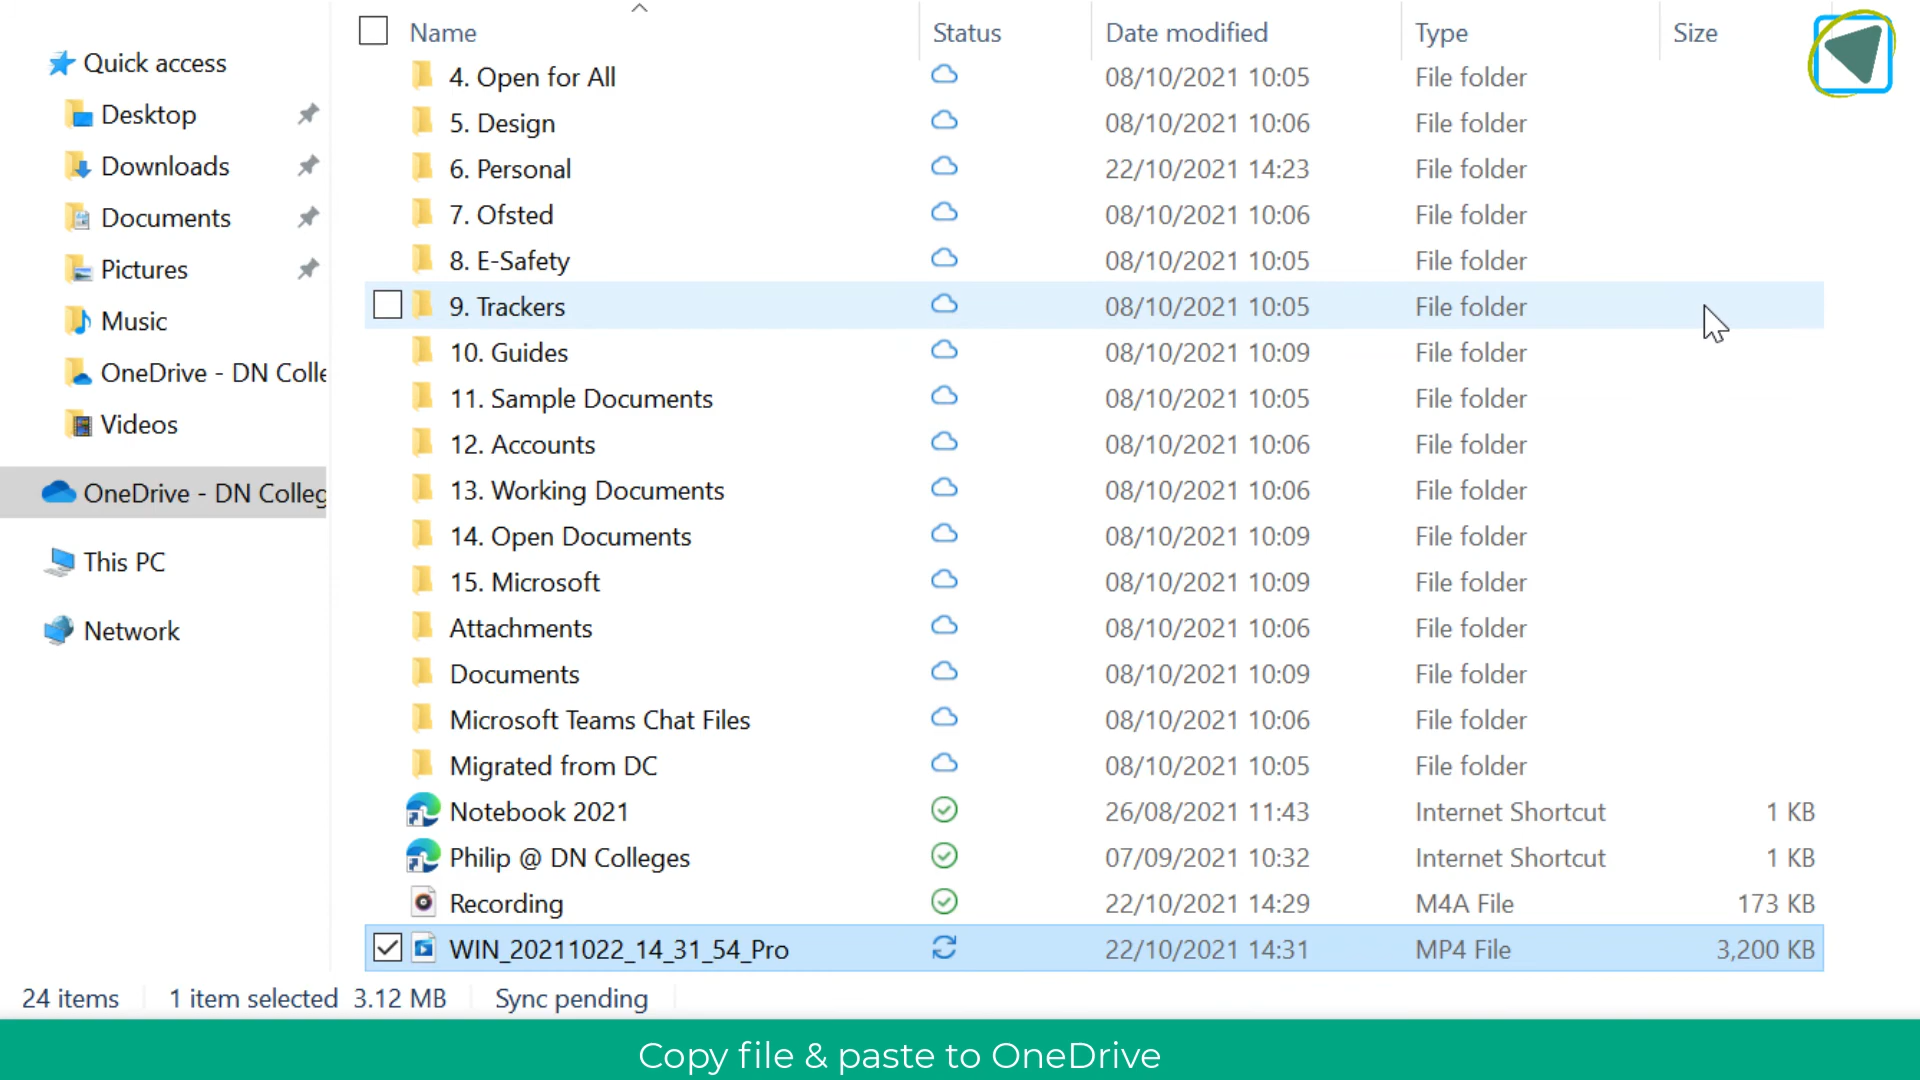 Name Status Date modified Type Size
Quick access
Desktop
Downloads
Documents
Pictures
Music
OneDrive - DN Colle
Videos
OneDrive - DN Colleg
This PC
Network
4. Open for All 08/10/2021 10:05 File folder
5. Design 08/10/2021 10:06 File folder
6. Personal 22/10/2021 14:23 File folder
7. Ofsted 08/10/2021 10:06 File folder
8. E-Safety 08/10/2021 10:05 File folder
9. Trackers 08/10/2021 10:05 File folder
10. Guides 08/10/2021 10:09 File folder
11. Sample Documents 08/10/2021 10:05 File folder
12. Accounts 08/10/2021 10:06 File folder
13. Working Documents 08/10/2021 10:06 File folder
14. Open Documents 08/10/2021 10:09 File folder
15. Microsoft 08/10/2021 10:09 File folder
Attachments 08/10/2021 10:06 File folder
Documents 08/10/2021 10:09 File folder
Microsoft Teams Chat Files 08/10/2021 10:06 File folder
Migrated from DC 08/10/2021 10:05 File folder
Notebook 2021 26/08/2021 11:43 Internet Shortcut 1 KB
Philip @ DN Colleges 07/09/2021 10:32 Internet Shortcut 1 KB
Recording 22/10/2021 14:29 M4A File 173 KB
WIN_20211022_14_31_54_Pro 22/10/2021 14:31 MP4 File 3,200 KB
24 items 1 item selected 3.12 MB Sync pending
Copy file & paste to OneDrive